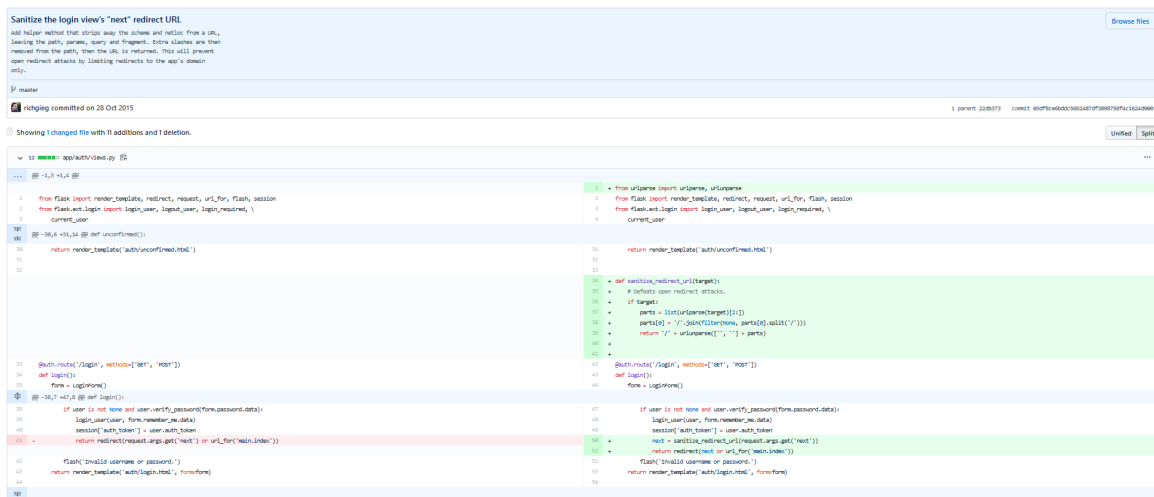 Sanitize the login view's "next" redirect URL
Browse files
Add helper method that strips away the scheme and netloc from a URL,
leaving the path, params, query and fragment. Extra slashes are then
removed from the path, then the URL is returned. This will prevent
open redirect attacks by limiting redirects to the app's domain
only.
master
richgieg committed on 28 Oct 2015
1 parent 22db373 commit
Showing 1 changed file with 11 additions and 1 deletion.
Unified Split
12 app/auth/views.py
@@ -1,3 +1,4 @@
1 + from urlparse import urlparse, urlunparse
1 from flask import render_template, redirect, request, url_for, flash, session
2 from flask import render_template, redirect, request, url_for, flash, session
2 from flask.ext.login import login_user, logout_user, login_required, \
3 from flask.ext.login import login_user, logout_user, login_required, \
3 current_user
4 current_user
@@ -30,6 +31,14 @@ def unconfirmed():
30 return render_template('auth/unconfirmed.html')
31 return render_template('auth/unconfirmed.html')
31
32
32
33
34 + def sanitize_redirect_url(target):
35 + # Defeats open redirect attacks.
36 + if target:
37 + parts = list(urlparse(target)[2:])
38 + parts[0] = '/'.join(filter(None, parts[0].split('/')))
39 + return '/' + urlunparse(['', ''] + parts)
40 +
41 +
33 @auth.route('/login', methods=['GET', 'POST'])
42 @auth.route('/login', methods=['GET', 'POST'])
34 def login():
43 def login():
35 form = LoginForm()
44 form = LoginForm()
@@ -38,7 +47,8 @@ def login():
38 if user is not None and user.verify_password(form.password.data):
47 if user is not None and user.verify_password(form.password.data):
39 login_user(user, form.remember_me.data)
48 login_user(user, form.remember_me.data)
40 session['auth_token'] = user.auth_token
49 session['auth_token'] = user.auth_token
41 - return redirect(request.args.get('next') or url_for('main.index'))
50 + next = sanitize_redirect_url(request.args.get('next'))
51 + return redirect(next or url_for('main.index'))
42 flash('Invalid username or password.')
52 flash('Invalid username or password.')
43 return render_template('auth/login.html', form=form)
53 return render_template('auth/login.html', form=form)
44
54